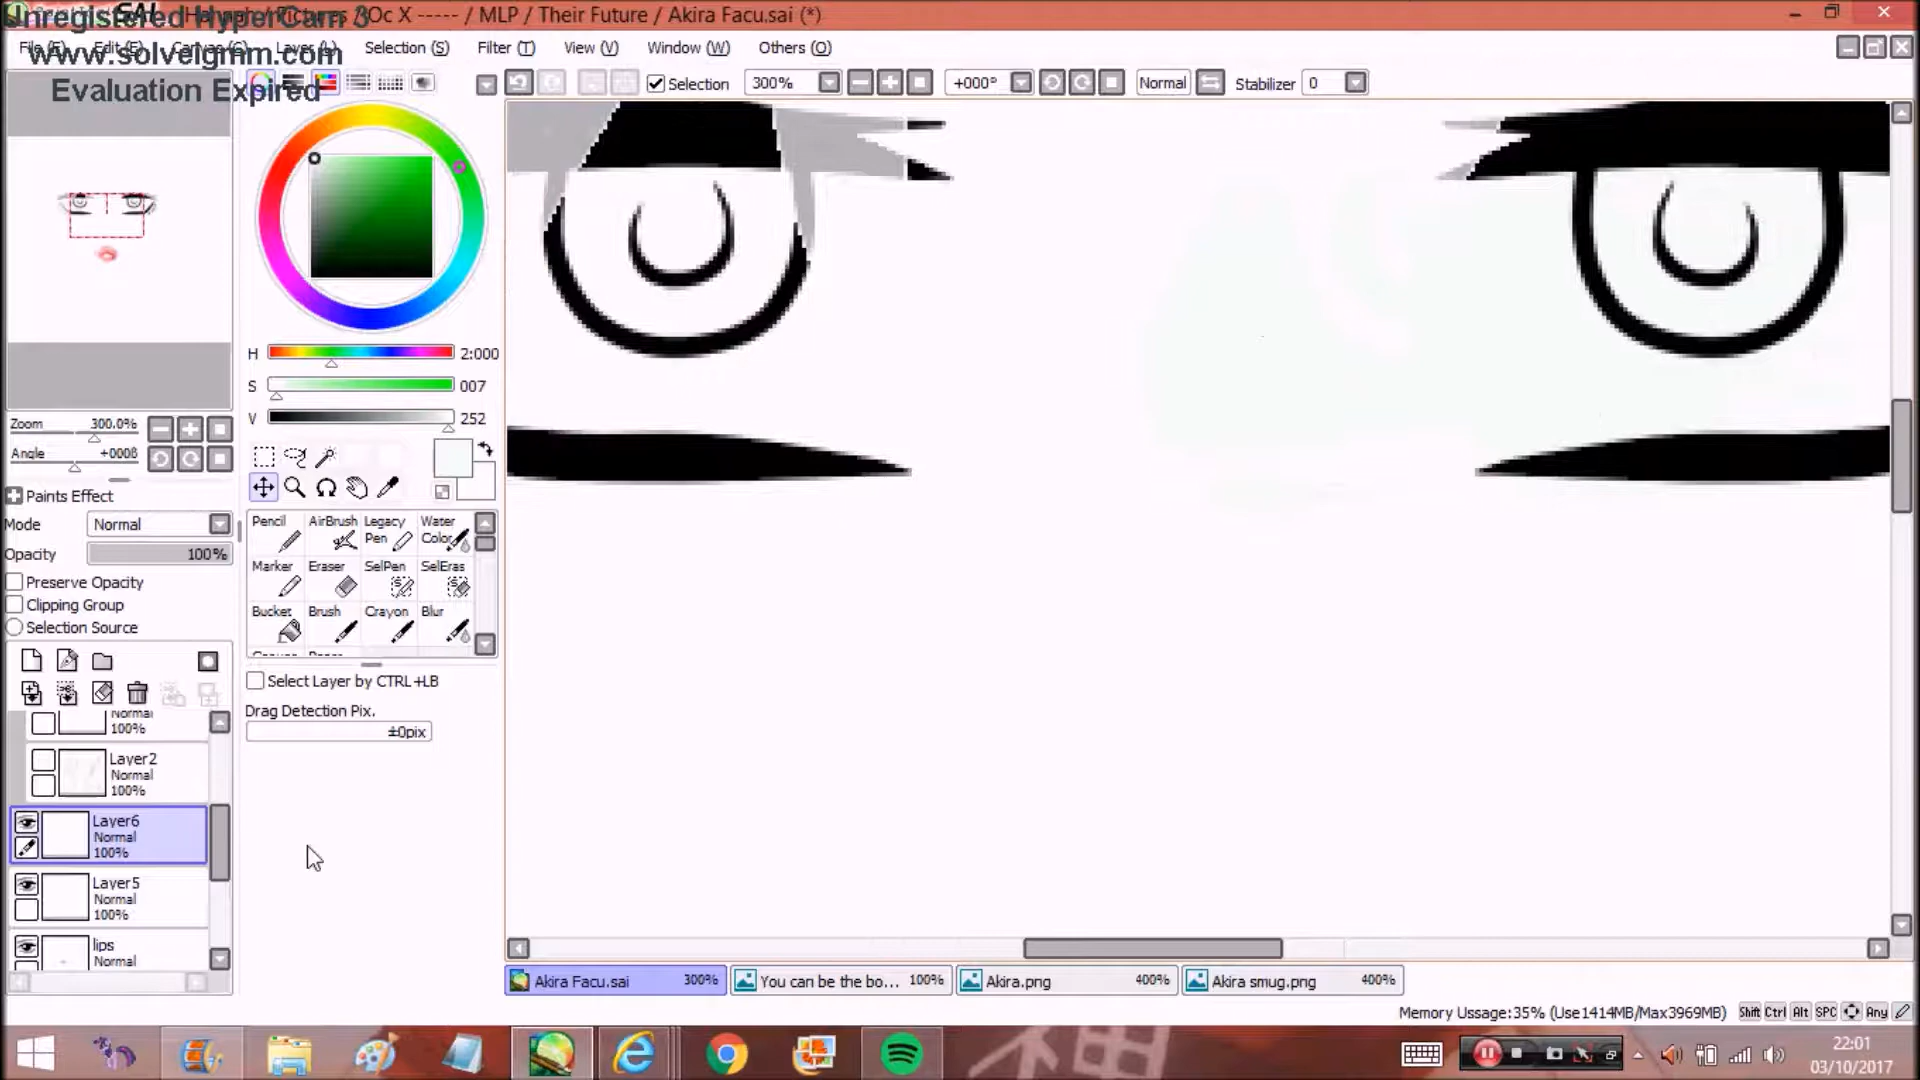 Unregistered HyperCam 3
SAI
/ Pictures / Oc X ----- / MLP / Their Future / Akira Facu.sai (*)
www.solveigmm.com
Evaluation Expired
File (F) Edit (E) Canvas (C) Layer (L) Selection (S) Filter (T) View (V) Window (W) Others (O)
Selection 300% +000° Normal Stabilizer 0
H 2:000
S 007
V 252
Zoom 300.0%
Angle +000ß
Paints Effect
Mode Normal
Opacity 100%
Preserve Opacity
Clipping Group
Selection Source
Pencil AirBrush Legacy Pen Water Color
Marker Eraser SelPen SelEras
Bucket Brush Crayon Blur
Select Layer by CTRL+LB
Drag Detection Pix.
±0pix
Normal
100%
Layer2
Normal
100%
Layer6
Normal
100%
Layer5
Normal
100%
lips
Normal
Akira Facu.sai 300% You can be the bo... 100% Akira.png 400% Akira smug.png 400%
Memory Ussage:35% (Use1414MB/Max3969MB) Shift Ctrl Alt SPC Any
神
22:01
03/10/2017